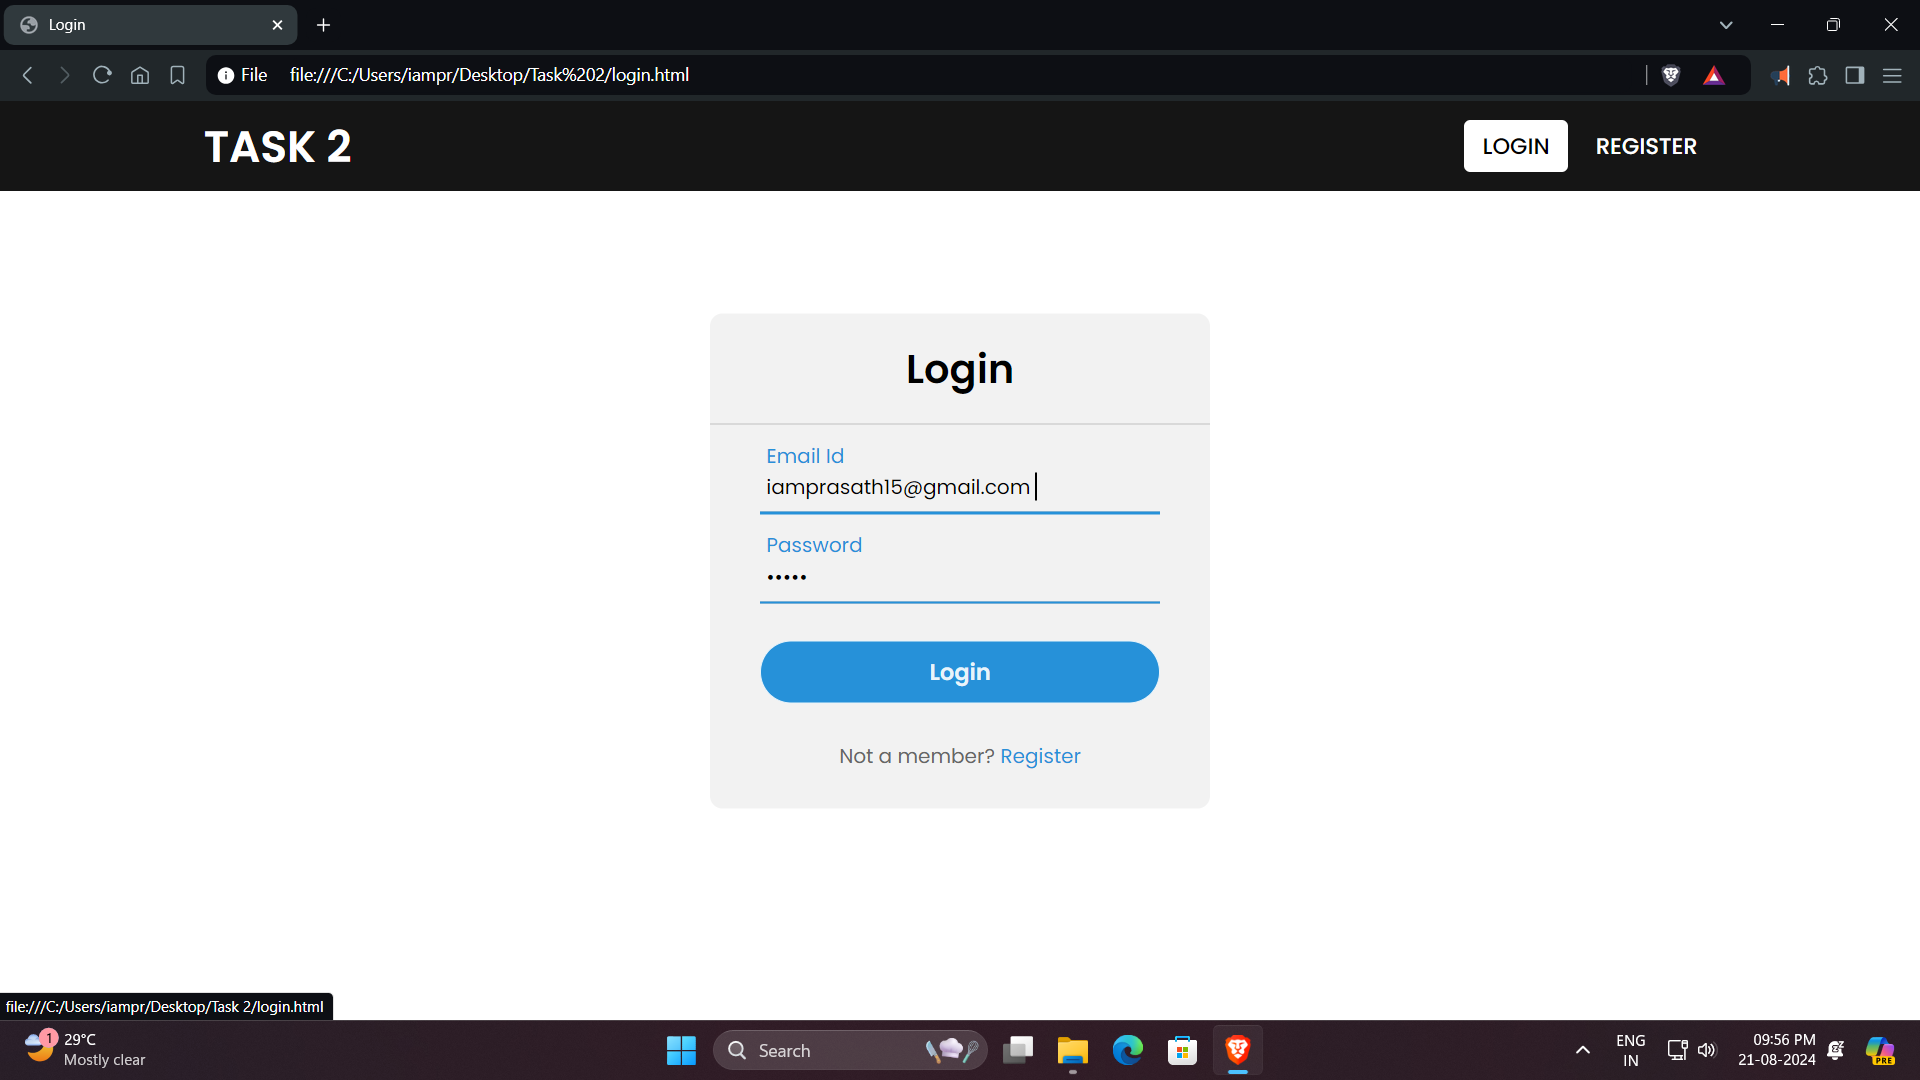 Login
File file:///C:/Users/iampr/Desktop/Task%202/login.html
TASK 2
LOGIN
REGISTER
Login
Email Id
iamprasath15@gmail.com
Password
•••••
Login
Not a member? Register
file:///C:/Users/iampr/Desktop/Task 2/login.html
1
29°C
Mostly clear
Search
ENG
IN
09:56 PM
21-08-2024
PRE